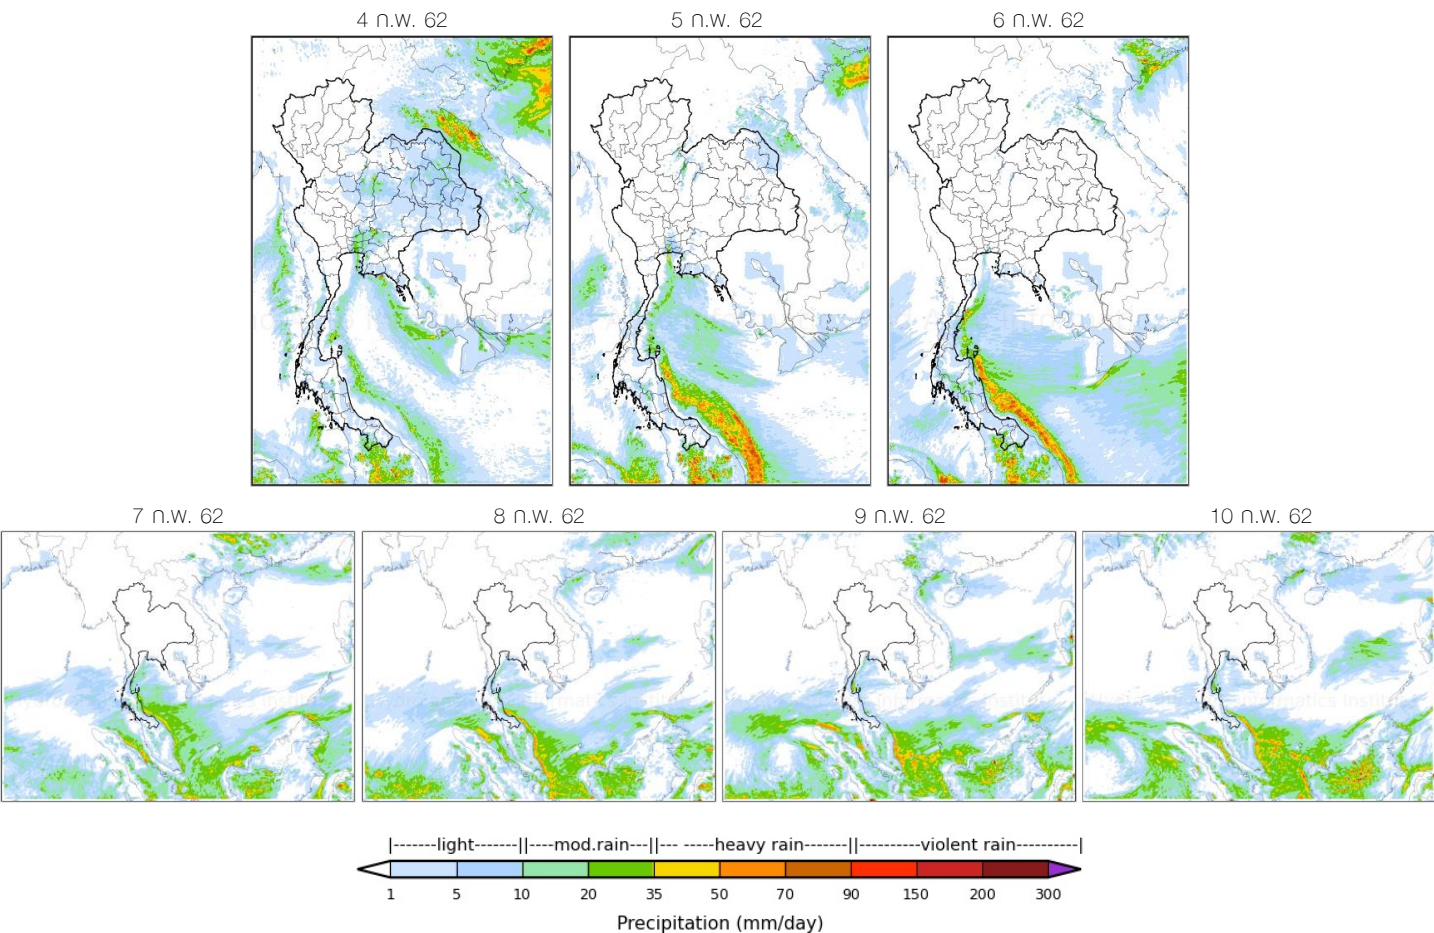 4 ก.พ. 62
5 ก.พ. 62
6 ก.พ. 62
7 ก.พ. 62
8 ก.พ. 62
9 ก.พ. 62
10 ก.พ. 62
|-------light-------||----mod.rain---||--- -----heavy rain------||----------violent rain-----------|
1 5 10 20 35 50 70 90 150 200 300
Precipitation (mm/day)